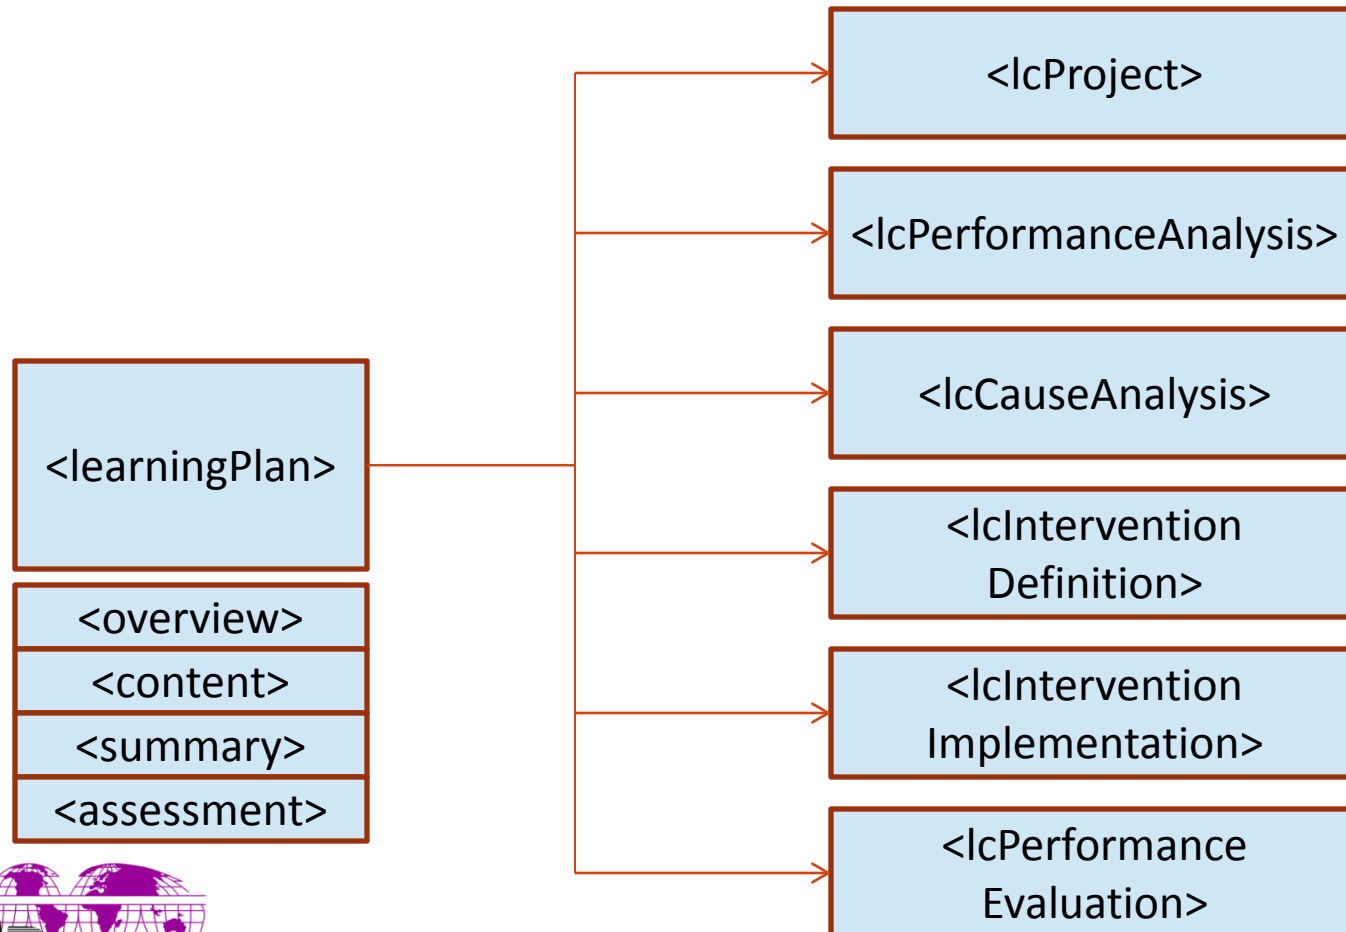 <learningPlan>
<overview>
<content>
<summary>
<assessment>
<lcProject>
<lcPerformanceAnalysis>
<lcCauseAnalysis>
<lcIntervention
Definition>
<lcIntervention
Implementation>
<lcPerformance
Evaluation>